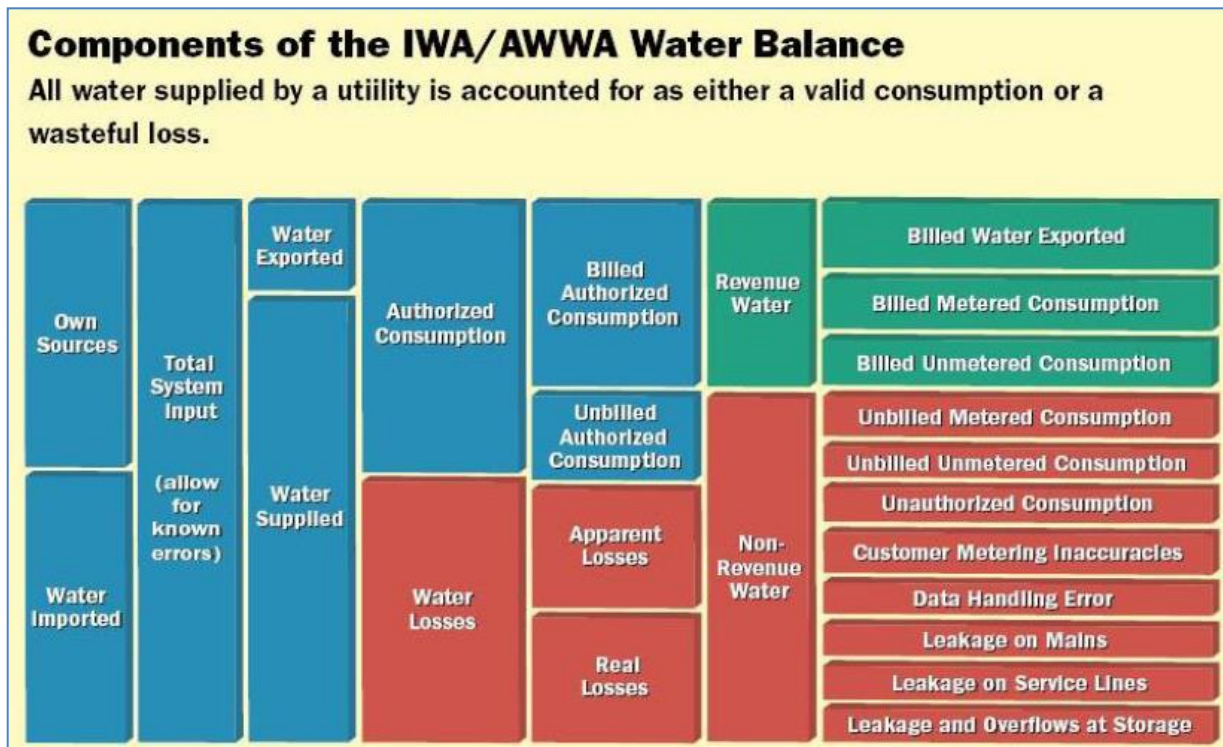 Components of the IWA/AWWA Water Balance
All water supplied by a utiility is accounted for as either a valid consumption or a
wasteful loss.
Own
Sources
Water
Imported
Total
System
Input
(allow
for
known
errors)
Water
Exported
Water
Supplied
Authorized
Consumption
Water
Losses
Billed
Authorized
Consumption
Unbilled
Authorized
Consumption
Apparent
Losses
Real
Losses
Revenue
Water
Non-
Revenue
Water
Billed Water Exported
Billed Metered Consumption
Billed Unmetered Consumption
Unbilled Metered Consumption
Unbilled Unmetered Consumption
Unauthorized Consumption
Customer Metering Inaccuracies
Data Handling Error
Leakage on Mains
Leakage on Service Lines
Leakage and Overflows at Storage